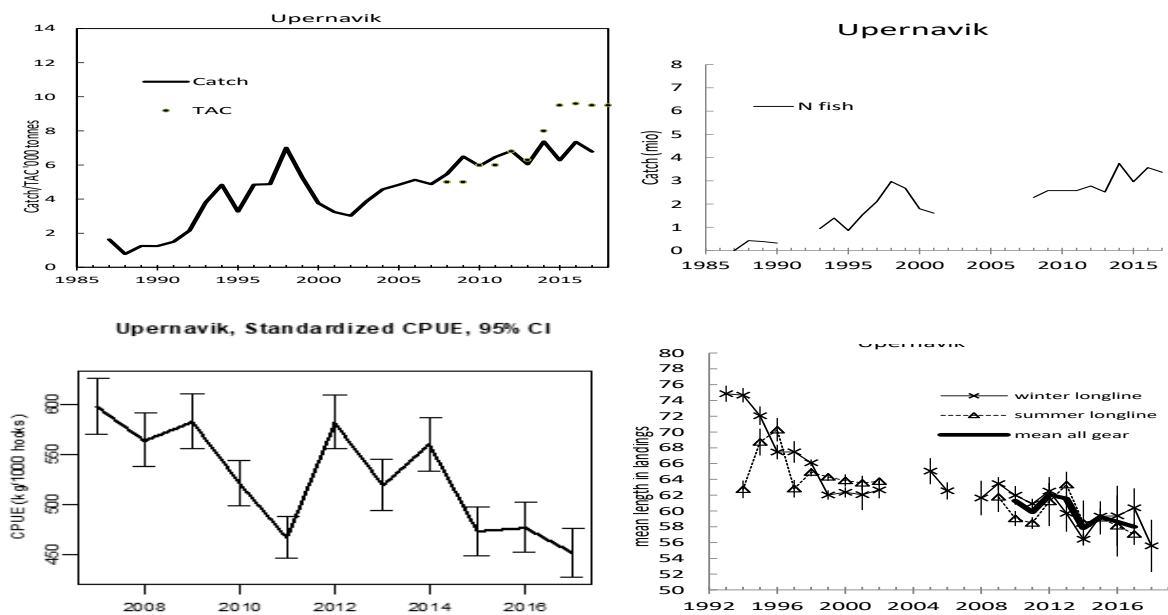 Upernavik
Catch/TAC'000 tonnes
14
12
10
8
6
4
2
0
Catch
TAC
1985 1990 1995 2000 2005 2010 2015
Upernavik
Catch (mio)
8
7
6
5
4
3
2
1
0
N fish
1985 1990 1995 2000 2005 2010 2015
Upernavik, Standardized CPUE, 95% CI
CPUE(kg/1000 hooks)
600
550
500
450
2008 2010 2012 2014 2016
Upernavik
mean length in landings
80
78
76
74
72
70
68
66
64
62
60
58
56
54
52
50
winter longline
summer longline
mean all gear
1992 1996 2000 2004 2008 2012 2016